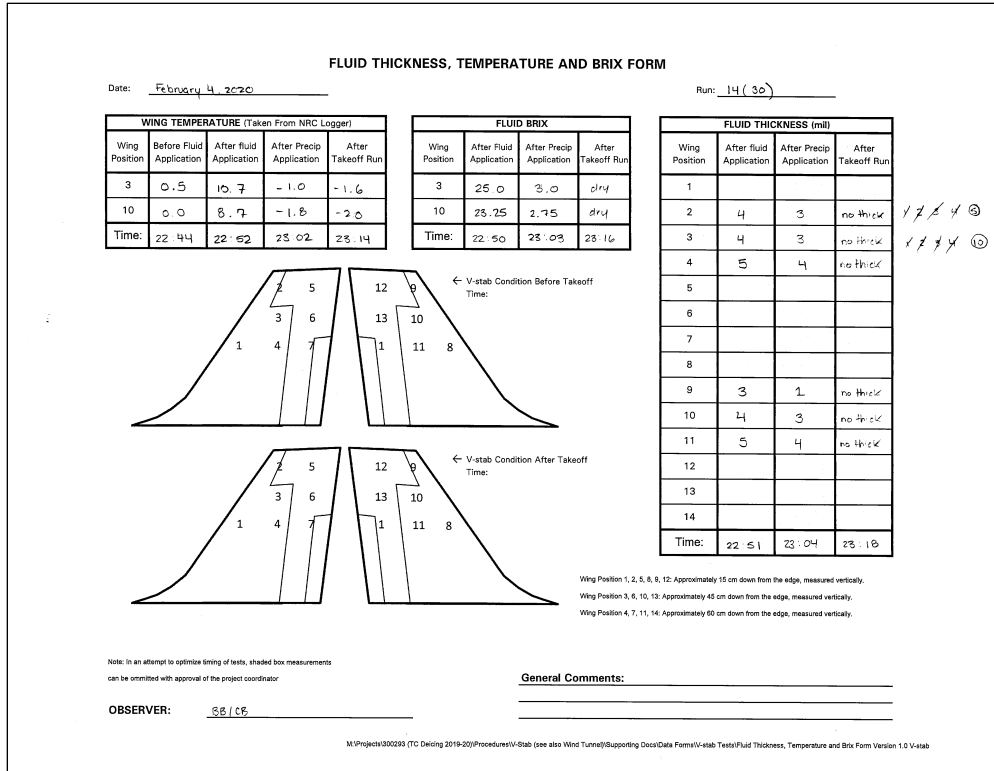 FLUID THICKNESS, TEMPERATURE AND BRIX FORM
Date: February 4, 2020
Run: 14(30)
WING TEMPERATURE (Taken From NRC Logger)
Wing Position Before Fluid Application After fluid Application After Precip Application After Takeoff Run
3 0.5 10.7 -1.0 -1.6
10 0.0 8.7 -1.8 -20
Time: 22:44 22:52 23:02 23:14
FLUID BRIX
Wing Position After Fluid Application After Precip Application After Takeoff Run
3 25.0 3.0 dry
10 23.25 2.75 dry
Time: 22:50 23:03 23:16
FLUID THICKNESS (mil)
Wing Position After fluid Application After Precip Application After Takeoff Run
1
2 4 3 no thick 1 2 3 4 5
3 4 3 no thick 1 2 3 4 10
4 5 4 no thick
5
6
7
8
9 3 1 no thick
10 4 3 no thick
11 5 4 no thick
12
13
14
Time: 22:51 23:04 23:18
← V-stab Condition Before Takeoff
Time:
2 5 12 9
3 6 13 10
1 4 7 1 11 8
← V-stab Condition After Takeoff
Time:
2 5 12 9
3 6 13 10
1 4 7 1 11 8
Wing Position 1, 2, 5, 8, 9, 12: Approximately 15 cm down from the edge, measured vertically.
Wing Position 3, 6, 10, 13: Approximately 45 cm down from the edge, measured vertically.
Wing Position 4, 7, 11, 14: Approximately 60 cm down from the edge, measured vertically.
Note: In an attempt to optimize timing of tests, shaded box measurements
can be ommitted with approval of the project coordinator
General Comments:
OBSERVER: BB/CB
M:\Projects\300293 (TC Deicing 2019-20)\Procedures\V-Stab (see also Wind Tunnel)\Supporting Docs\Data Forms\V-stab Tests\Fluid Thickness, Temperature and Brix Form Version 1.0 V-stab